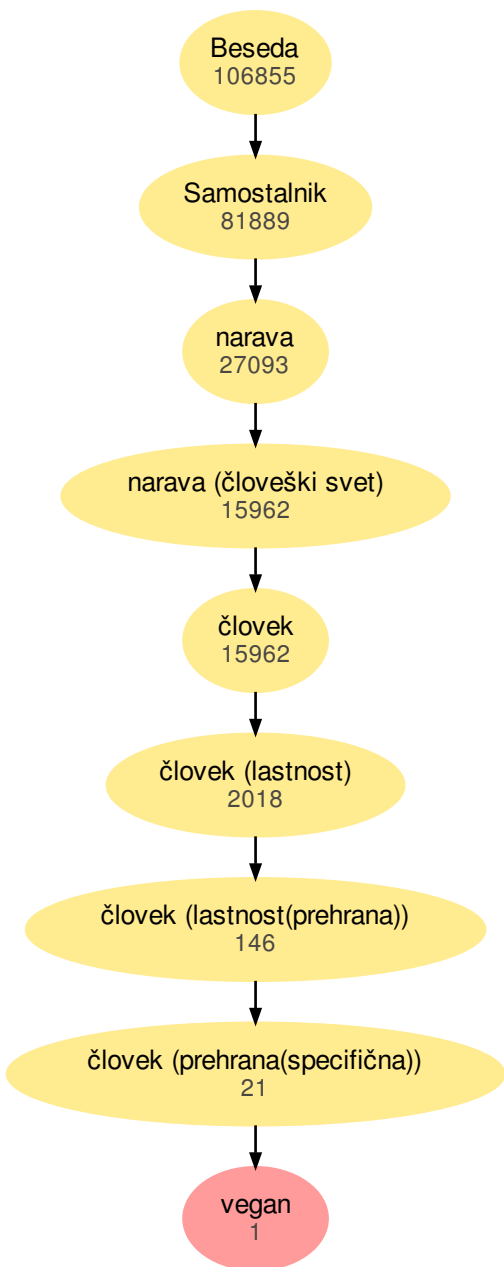 Beseda
106855
Samostalnik
81889
narava
27093
narava (človeški svet)
15962
človek
15962
človek (lastnost)
2018
človek (lastnost(prehrana))
146
človek (prehrana(specifična))
21
vegan
1